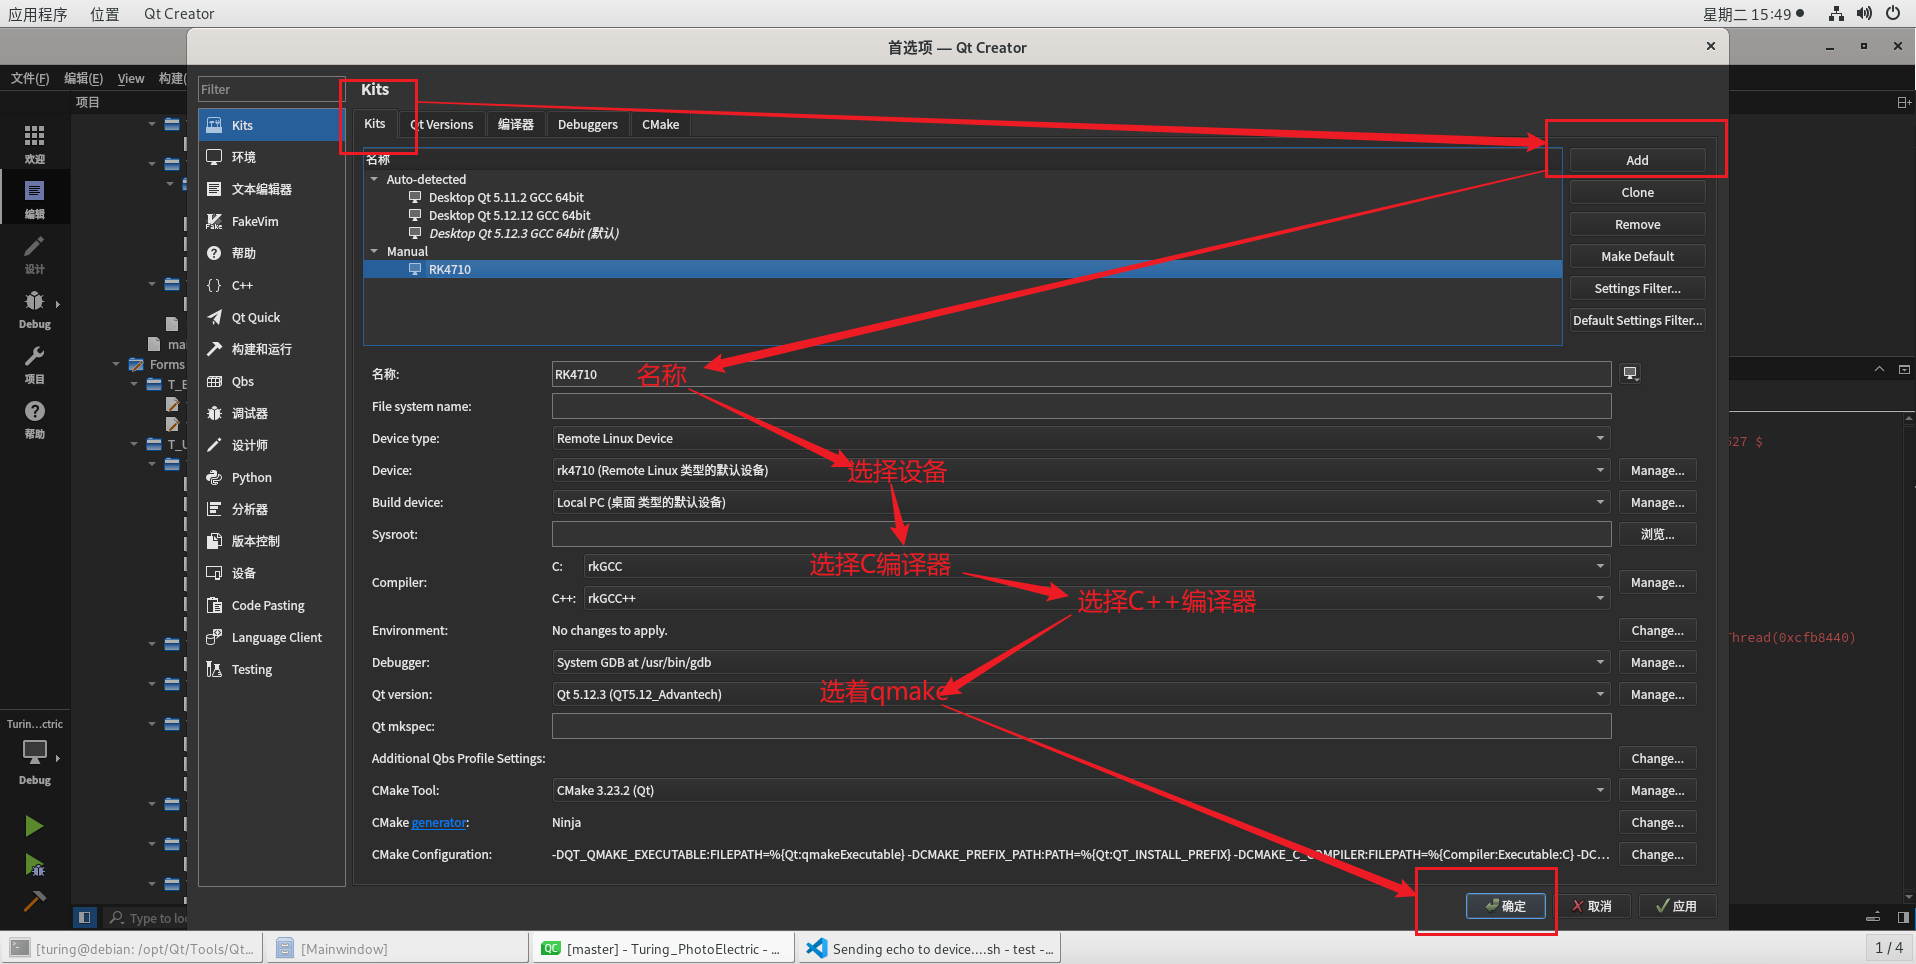 应用程序 位置 Qt Creator 星期二 15:49
首选项 — Qt Creator
文件(F) 编辑(E) View 构建(
项目
Filter
Kits
环境
文本编辑器
FakeVim
帮助
C++
Qt Quick
构建和运行
Qbs
调试器
设计师
Python
分析器
版本控制
设备
Code Pasting
Language Client
Testing
欢迎
编辑
设计
Debug
项目
帮助
Turin...ctric
Debug
Forms
Type to loc
Kits
Kits Qt Versions 编译器 Debuggers CMake
名称
Auto-detected
Desktop Qt 5.11.2 GCC 64bit
Desktop Qt 5.12.12 GCC 64bit
Desktop Qt 5.12.3 GCC 64bit (默认)
Manual
RK4710
Add
Clone
Remove
Make Default
Settings Filter...
Default Settings Filter...
名称: RK4710 名称
File system name:
Device type: Remote Linux Device
Device: rk4710 (Remote Linux 类型的默认设备) 选择设备 Manage...
Build device: Local PC (桌面 类型的默认设备) Manage...
Sysroot: 浏览...
Compiler: C: rkGCC 选择C编译器 Manage...
C++: rkGCC++ 选择C++编译器
Environment: No changes to apply. Change...
Debugger: System GDB at /usr/bin/gdb Manage...
Qt version: Qt 5.12.3 (QT5.12_Advantech) 选着qmake Manage...
Qt mkspec:
Additional Qbs Profile Settings: Change...
CMake Tool: CMake 3.23.2 (Qt) Manage...
CMake generator: Ninja Change...
CMake Configuration: -DQT_QMAKE_EXECUTABLE:FILEPATH=%{Qt:qmakeExecutable} -DCMAKE_PREFIX_PATH:PATH=%{Qt:QT_INSTALL_PREFIX} -DCMAKE_C_COMPILER:FILEPATH=%{Compiler:Executable:C} -DC... Change...
确定 取消 应用
527 $
hread(0xcfb8440)
[turing@debian: /opt/Qt/Tools/Qt... [Mainwindow] QC [master] - Turing_PhotoElectric - ... Sending echo to device....sh - test -... 1 / 4